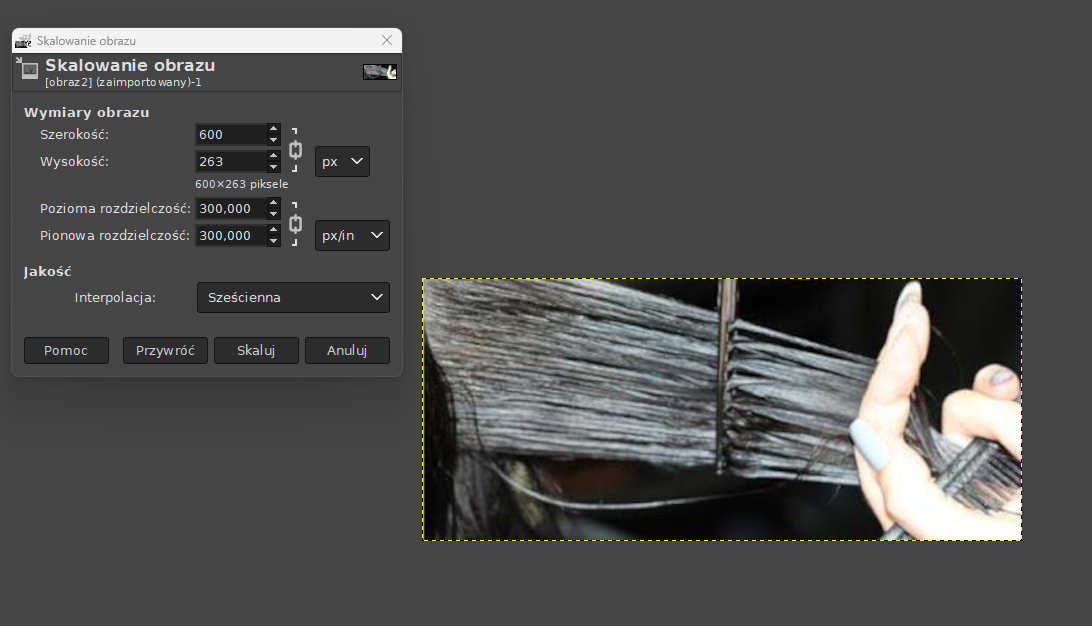 Skalowanie obrazu
Skalowanie obrazu
[obraz2] (zaimportowany)-1
Wymiary obrazu
Szerokość: 600
Wysokość: 263 px
600×263 piksele
Pozioma rozdzielczość: 300,000
Pionowa rozdzielczość: 300,000 px/in
Jakość
Interpolacja: Sześcienna
Pomoc Przywróć Skaluj Anuluj